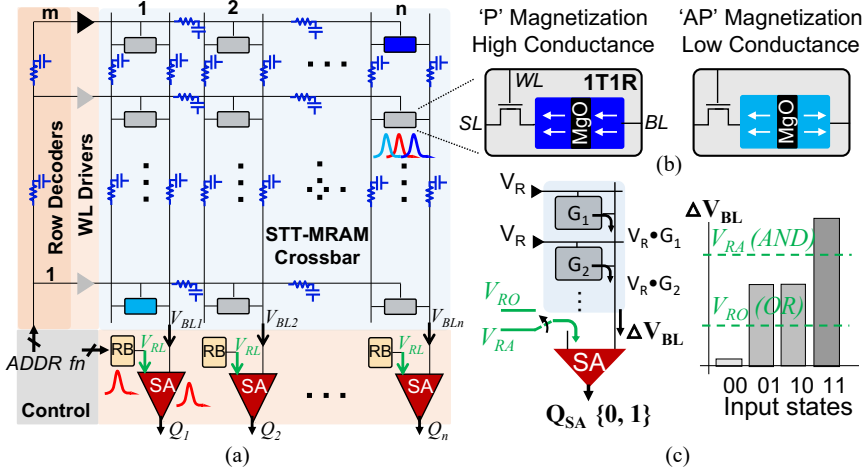 m
1
2
n
Row Decoders
WL Drivers
STT-MRAM
Crossbar
1
V_BL1
V_BL2
V_BLn
ADDR fn
RB
V_RL
RB
V_RL
RB
V_RL
Control
SA
SA
SA
Q_1
Q_2
Q_n
(a)
'P' Magnetization
High Conductance
'AP' Magnetization
Low Conductance
WL
1T1R
SL
MgO
BL
MgO
(b)
V_R
G_1
V_R•G_1
V_R
G_2
V_R•G_2
V_RO
V_RA
ΔV_BL
SA
Q_SA {0, 1}
ΔV_BL
V_RA (AND)
V_RO (OR)
00 01 10 11
Input states
(c)